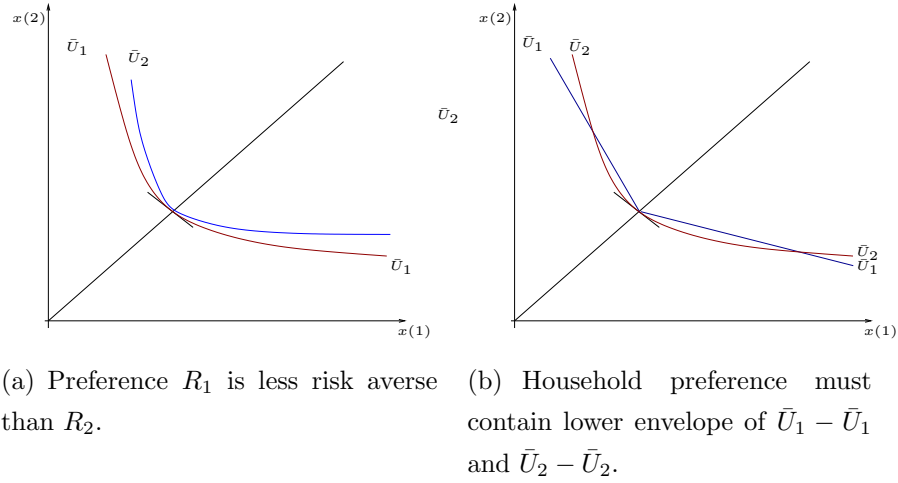 x(2)
Ū₁
Ū₂
Ū₁
x(1)
x(2)
Ū₁
Ū₂
Ū₂
Ū₂
Ū₁
x(1)
(a) Preference R₁ is less risk averse
than R₂.
(b) Household preference must
contain lower envelope of Ū₁ − Ū₁
and Ū₂ − Ū₂.